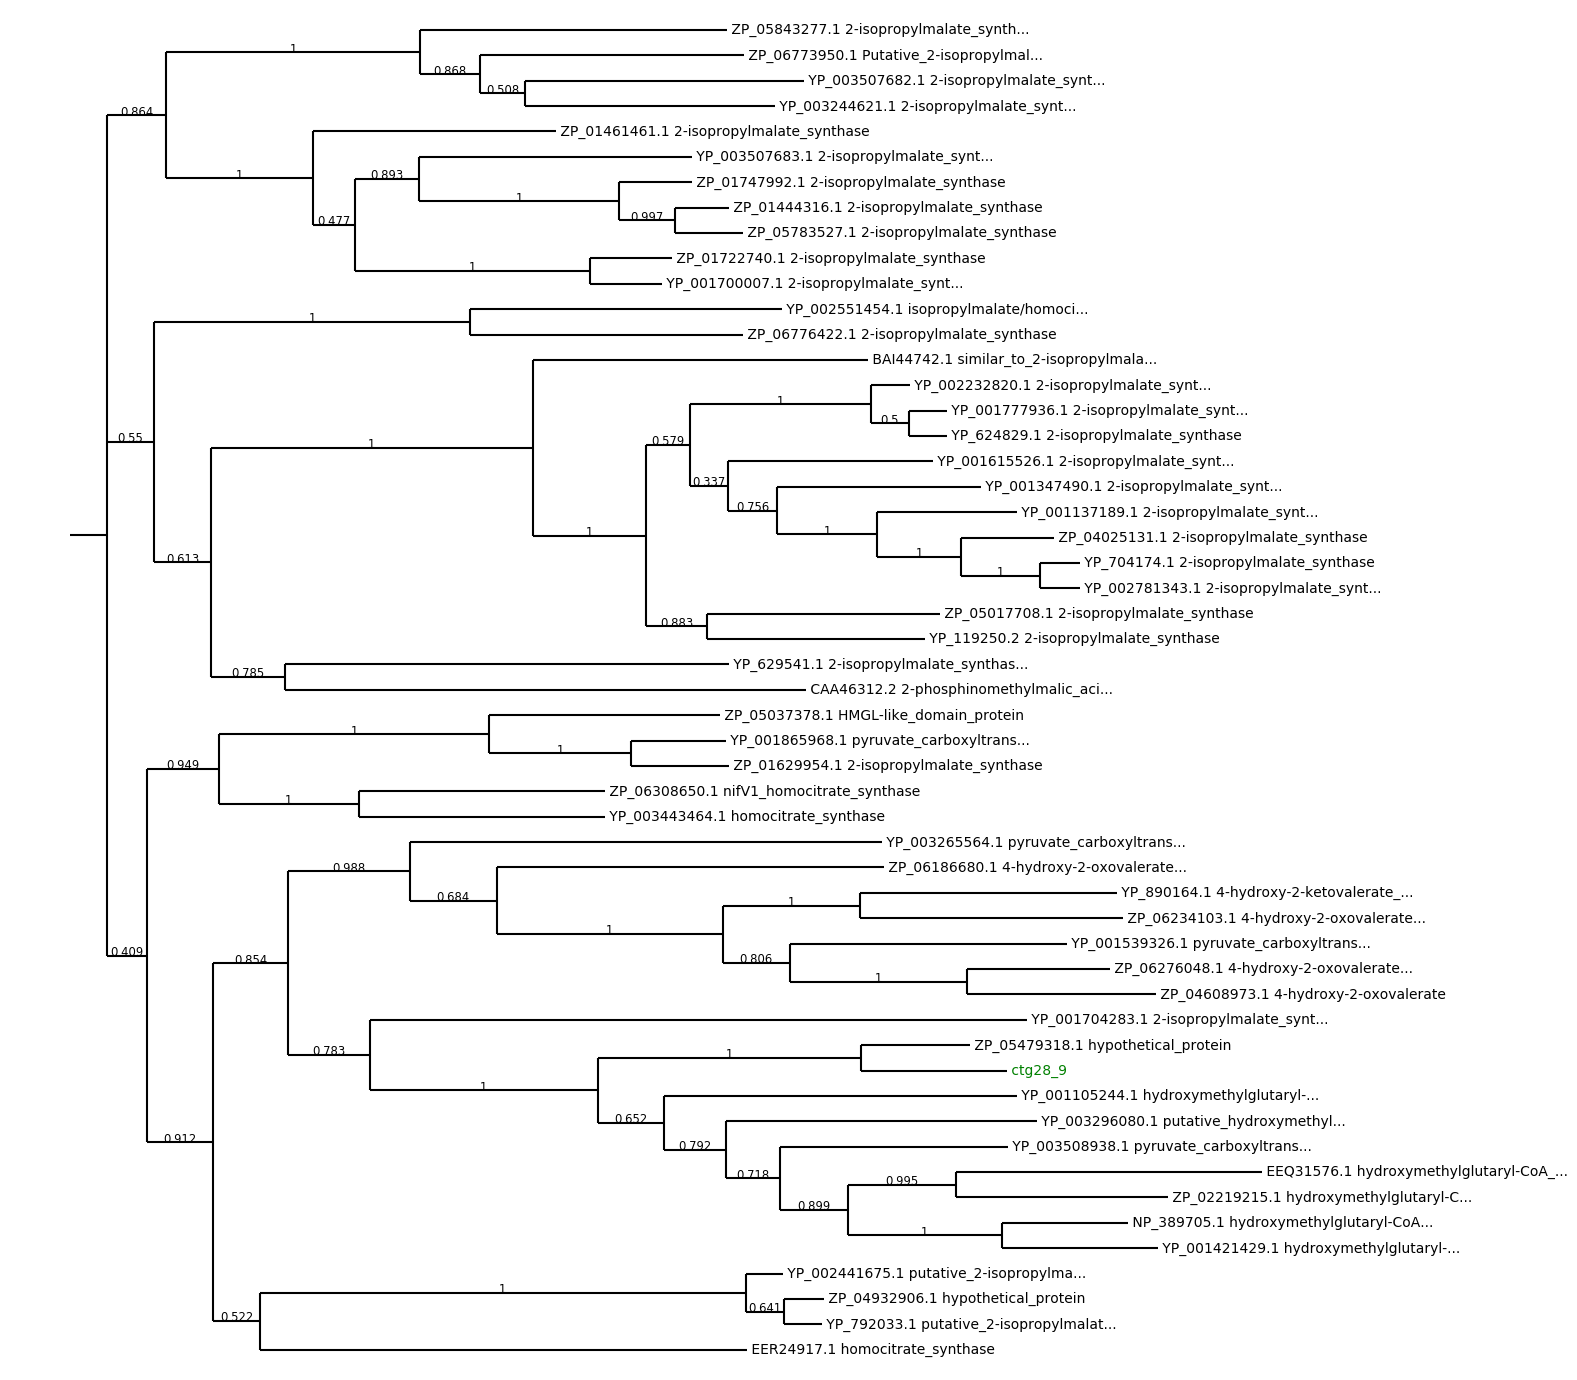 ZP_05843277.1 2-isopropylmalate_synth...
1
ZP_06773950.1 Putative_2-isopropylmal...
0.868
YP_003507682.1 2-isopropylmalate_synt...
0.508
YP_003244621.1 2-isopropylmalate_synt...
0.864
ZP_01461461.1 2-isopropylmalate_synthase
YP_003507683.1 2-isopropylmalate_synt...
1
0.893
ZP_01747992.1 2-isopropylmalate_synthase
1
ZP_01444316.1 2-isopropylmalate_synthase
0.997
0.477
ZP_05783527.1 2-isopropylmalate_synthase
ZP_01722740.1 2-isopropylmalate_synthase
1
YP_001700007.1 2-isopropylmalate_synt...
YP_002551454.1 isopropylmalate/homoci...
1
ZP_06776422.1 2-isopropylmalate_synthase
BAI44742.1 similar_to_2-isopropylmala...
YP_002232820.1 2-isopropylmalate_synt...
1
YP_001777936.1 2-isopropylmalate_synt...
0.5
YP_624829.1 2-isopropylmalate_synthase
0.55
1
0.579
YP_001615526.1 2-isopropylmalate_synt...
0.337
YP_001347490.1 2-isopropylmalate_synt...
0.756
YP_001137189.1 2-isopropylmalate_synt...
1
1
ZP_04025131.1 2-isopropylmalate_synthase
1
0.613
YP_704174.1 2-isopropylmalate_synthase
1
YP_002781343.1 2-isopropylmalate_synt...
ZP_05017708.1 2-isopropylmalate_synthase
0.883
YP_119250.2 2-isopropylmalate_synthase
YP_629541.1 2-isopropylmalate_synthas...
0.785
CAA46312.2 2-phosphinomethylmalic_aci...
ZP_05037378.1 HMGL-like_domain_protein
1
YP_001865968.1 pyruvate_carboxyltrans...
1
0.949
ZP_01629954.1 2-isopropylmalate_synthase
ZP_06308650.1 nifV1_homocitrate_synthase
1
YP_003443464.1 homocitrate_synthase
YP_003265564.1 pyruvate_carboxyltrans...
0.988
ZP_06186680.1 4-hydroxy-2-oxovalerate...
0.684
YP_890164.1 4-hydroxy-2-ketovalerate_...
1
ZP_06234103.1 4-hydroxy-2-oxovalerate...
1
YP_001539326.1 pyruvate_carboxyltrans...
0.409
0.854
0.806
ZP_06276048.1 4-hydroxy-2-oxovalerate...
1
ZP_04608973.1 4-hydroxy-2-oxovalerate
YP_001704283.1 2-isopropylmalate_synt...
ZP_05479318.1 hypothetical_protein
0.783
1
ctg28_9
1
YP_001105244.1 hydroxymethylglutaryl-...
0.652
YP_003296080.1 putative_hydroxymethyl...
0.912
0.792
YP_003508938.1 pyruvate_carboxyltrans...
0.718
EEQ31576.1 hydroxymethylglutaryl-CoA_...
0.995
ZP_02219215.1 hydroxymethylglutaryl-C...
0.899
NP_389705.1 hydroxymethylglutaryl-CoA...
1
YP_001421429.1 hydroxymethylglutaryl-...
YP_002441675.1 putative_2-isopropylma...
1
ZP_04932906.1 hypothetical_protein
0.641
0.522
YP_792033.1 putative_2-isopropylmalat...
EER24917.1 homocitrate_synthase